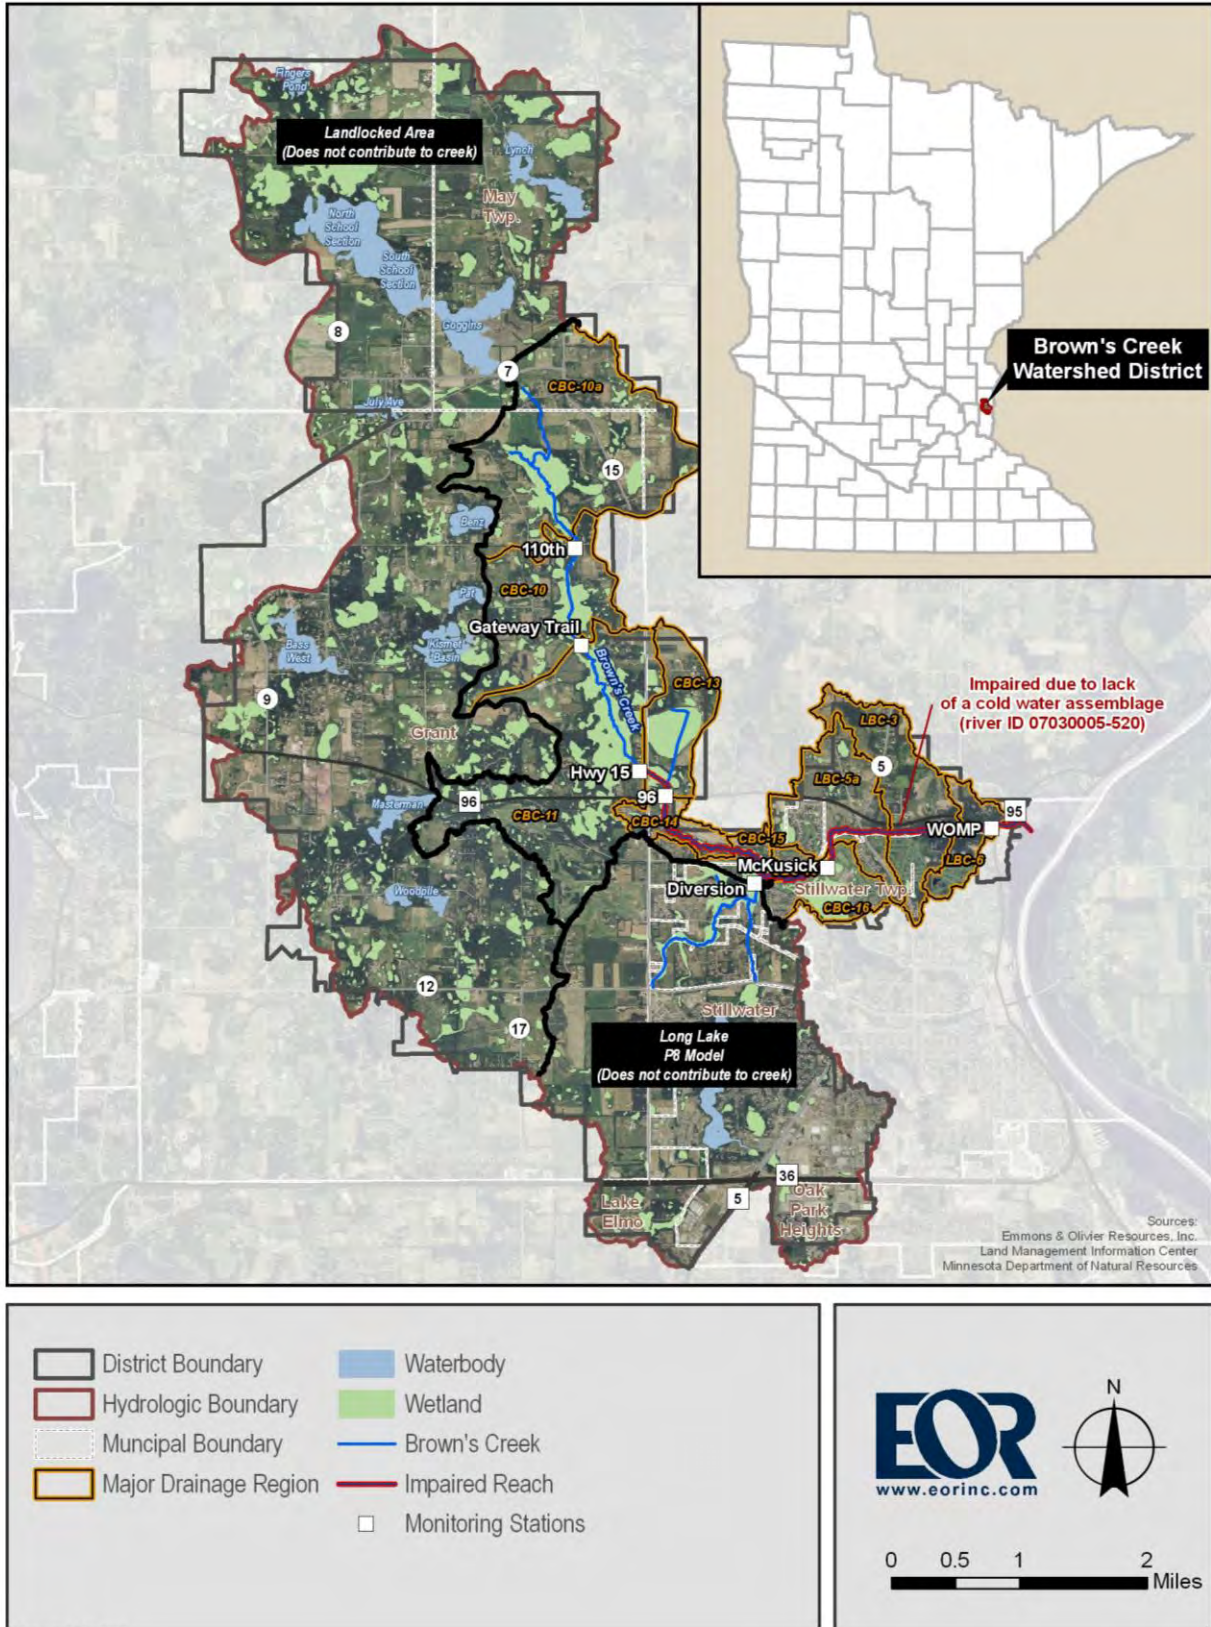 Fingers
Pond
Landlocked Area
(Does not contribute to creek)
Lynch
May
Twp.
North
School
Section
South
School
Section
Goggins
8
7
CBC-10a
July Ave
15
Benz
110th
CBC-10
Pat
Gateway Trail
Bass
West
Kismet
Basin
Brown's Creek
CBC-13
9
Grant
Hwy 15
96
Masterman
96
CBC-11
CBC-14
CBC-15
LBC-3
5
LBC-5a
Impaired due to lack
of a cold water assemblage
(river ID 07030005-520)
95
WOMP
LBC-6
McKusick
Diversion
Stillwater Twp.
CBC-16
Woodpile
12
17
Stillwater
Long Lake
P8 Model
(Does not contribute to creek)
36
5
Lake
Elmo
Oak
Park
Heights
Brown's Creek
Watershed District
Sources:
Emmons & Olivier Resources, Inc.
Land Management Information Center
Minnesota Department of Natural Resources
District Boundary
Hydrologic Boundary
Muncipal Boundary
Major Drainage Region
Waterbody
Wetland
Brown's Creek
Impaired Reach
Monitoring Stations
EOR
www.eorinc.com
N
0 0.5 1 2
Miles